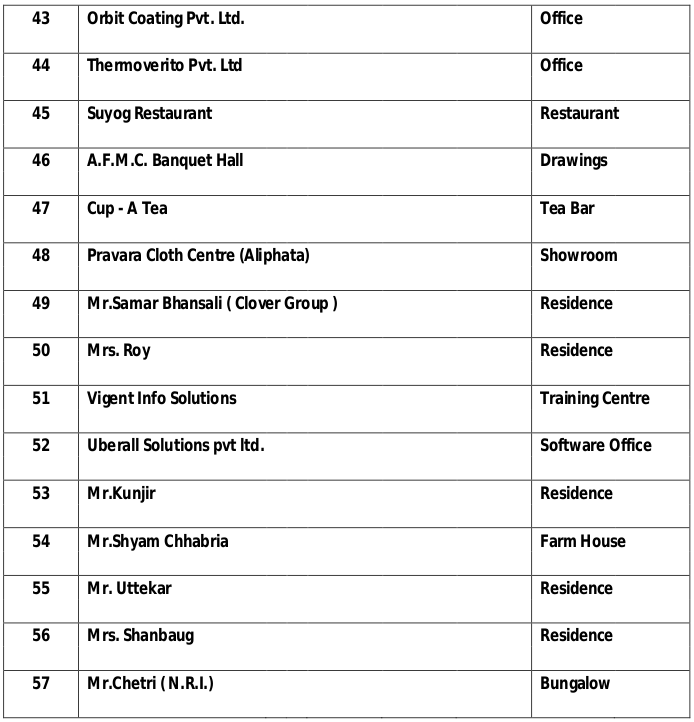 43 Orbit Coating Pvt. Ltd. Office
44 Thermoverito Pvt. Ltd Office
45 Suyog Restaurant Restaurant
46 A.F.M.C. Banquet Hall Drawings
47 Cup - A Tea Tea Bar
48 Pravara Cloth Centre (Aliphata) Showroom
49 Mr.Samar Bhansali ( Clover Group ) Residence
50 Mrs. Roy Residence
51 Vigent Info Solutions Training Centre
52 Uberall Solutions pvt ltd. Software Office
53 Mr.Kunjir Residence
54 Mr.Shyam Chhabria Farm House
55 Mr. Uttekar Residence
56 Mrs. Shanbaug Residence
57 Mr.Chetri ( N.R.I.) Bungalow